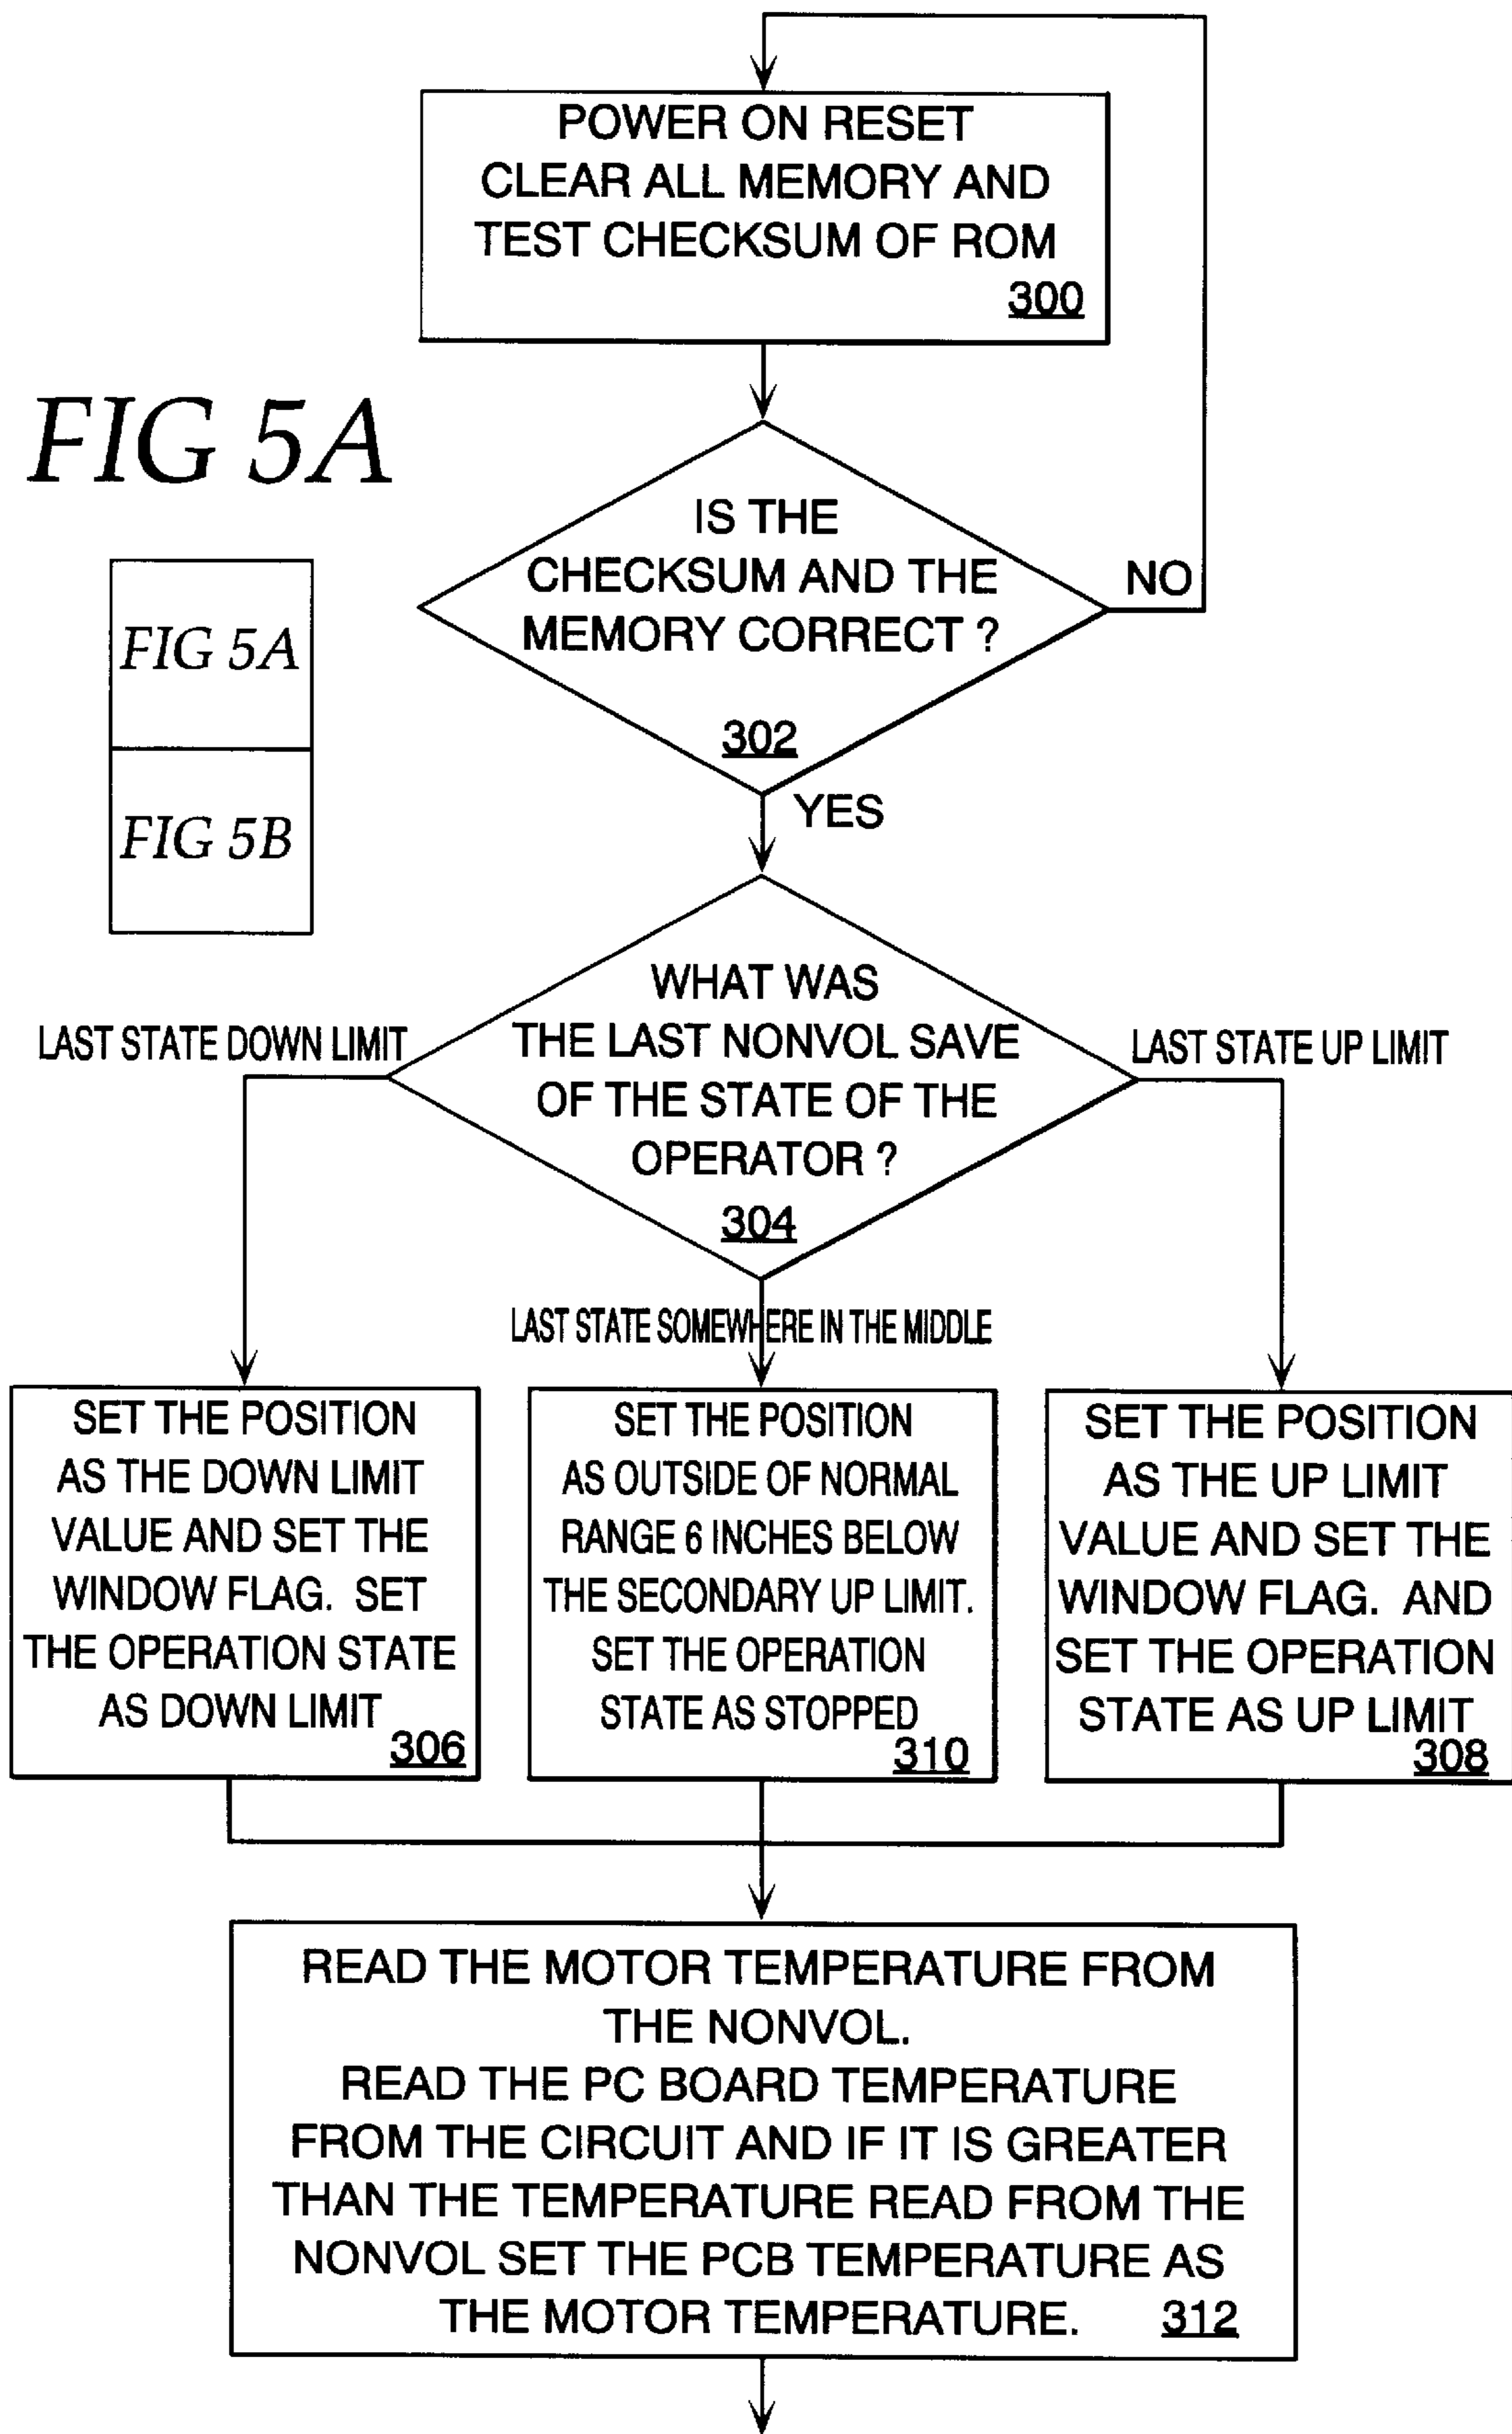 POWER ON RESET
CLEAR ALL MEMORY AND
TEST CHECKSUM OF ROM
300
FIG 5A
IS THE
CHECKSUM AND THE
MEMORY CORRECT ?
302
NO
YES
FIG 5A
FIG 5B
WHAT WAS
THE LAST NONVOL SAVE
OF THE STATE OF THE
OPERATOR ?
304
LAST STATE DOWN LIMIT
LAST STATE UP LIMIT
LAST STATE SOMEWHERE IN THE MIDDLE
SET THE POSITION
AS THE DOWN LIMIT
VALUE AND SET THE
WINDOW FLAG. SET
THE OPERATION STATE
AS DOWN LIMIT
306
SET THE POSITION
AS OUTSIDE OF NORMAL
RANGE 6 INCHES BELOW
THE SECONDARY UP LIMIT.
SET THE OPERATION
STATE AS STOPPED
310
SET THE POSITION
AS THE UP LIMIT
VALUE AND SET THE
WINDOW FLAG. AND
SET THE OPERATION
STATE AS UP LIMIT
308
READ THE MOTOR TEMPERATURE FROM
THE NONVOL.
READ THE PC BOARD TEMPERATURE
FROM THE CIRCUIT AND IF IT IS GREATER
THAN THE TEMPERATURE READ FROM THE
NONVOL SET THE PCB TEMPERATURE AS
THE MOTOR TEMPERATURE. 312